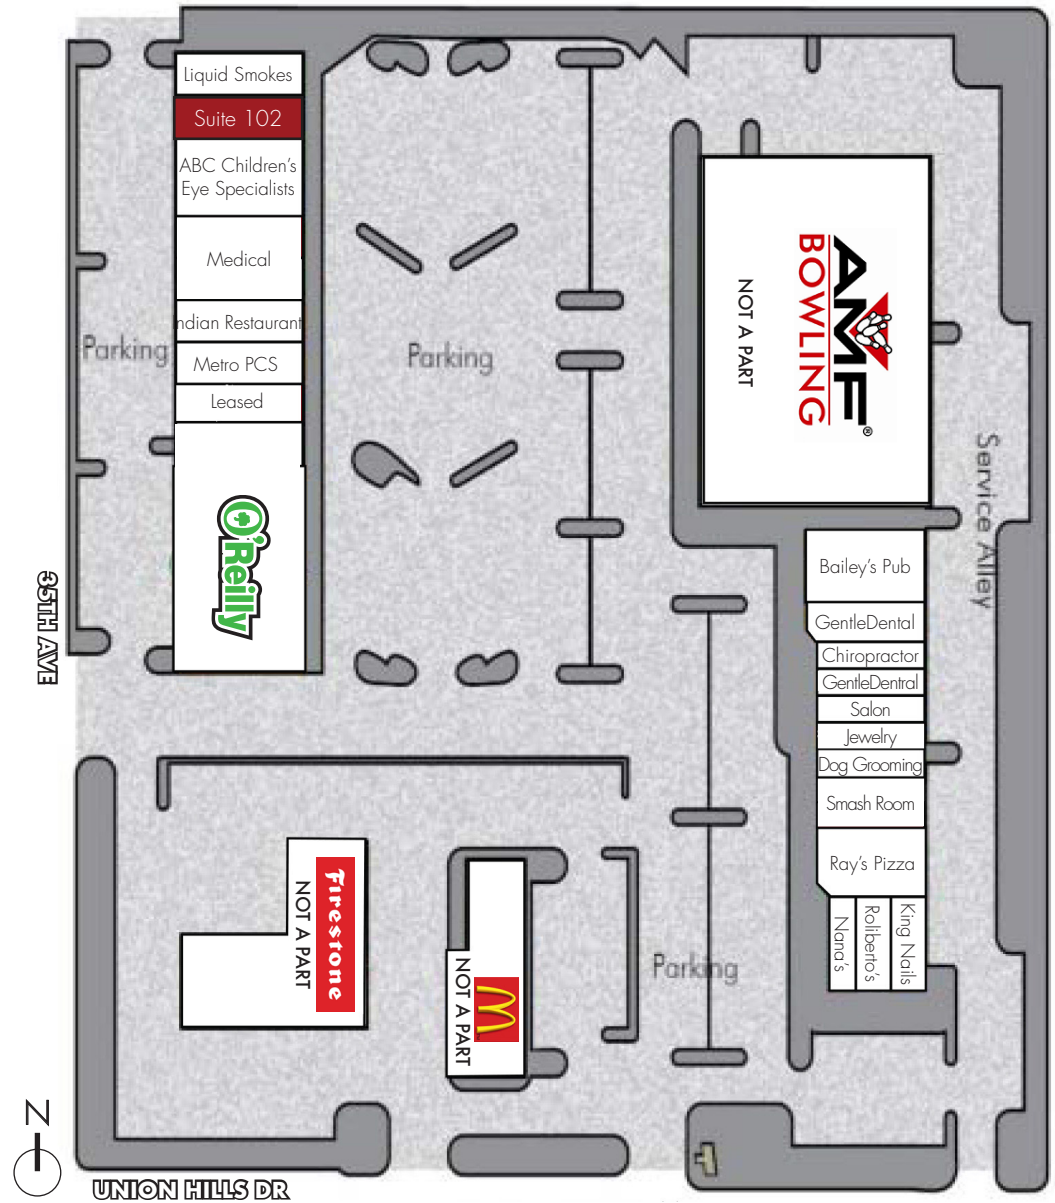 Liquid Smokes
Suite 102
ABC Children's
Eye Specialists
Medical
ndian Restaurant
Metro PCS
Leased
O'Reilly
Parking
Parking
AMF®
BOWLING
NOT A PART
Service Alley
Bailey's Pub
GentleDental
Chiropractor
GentleDentral
Salon
Jewelry
Dog Grooming
Smash Room
Ray's Pizza
Nana's
Roliberto's
King Nails
35TH AVE
Firestone
NOT A PART
M
NOT A PART
Parking
N
UNION HILLS DR